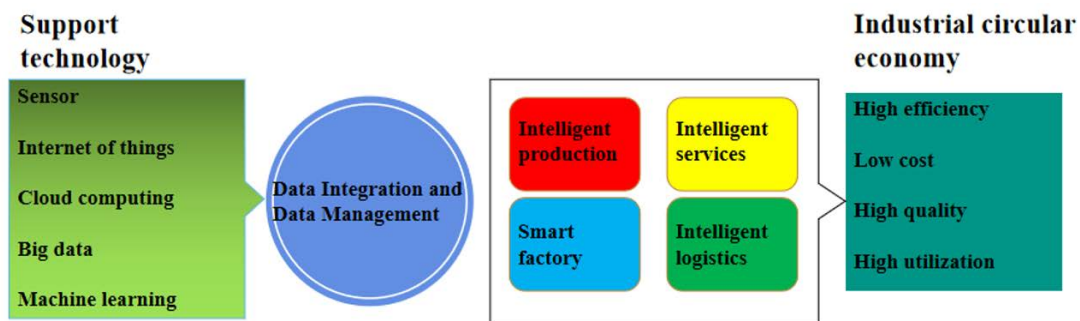 Support
technology
Sensor
Internet of things
Cloud computing
Big data
Machine learning
Data Integration and
Data Management
Intelligent
production
Intelligent
services
Smart
factory
Intelligent
logistics
Industrial circular
economy
High efficiency
Low cost
High quality
High utilization